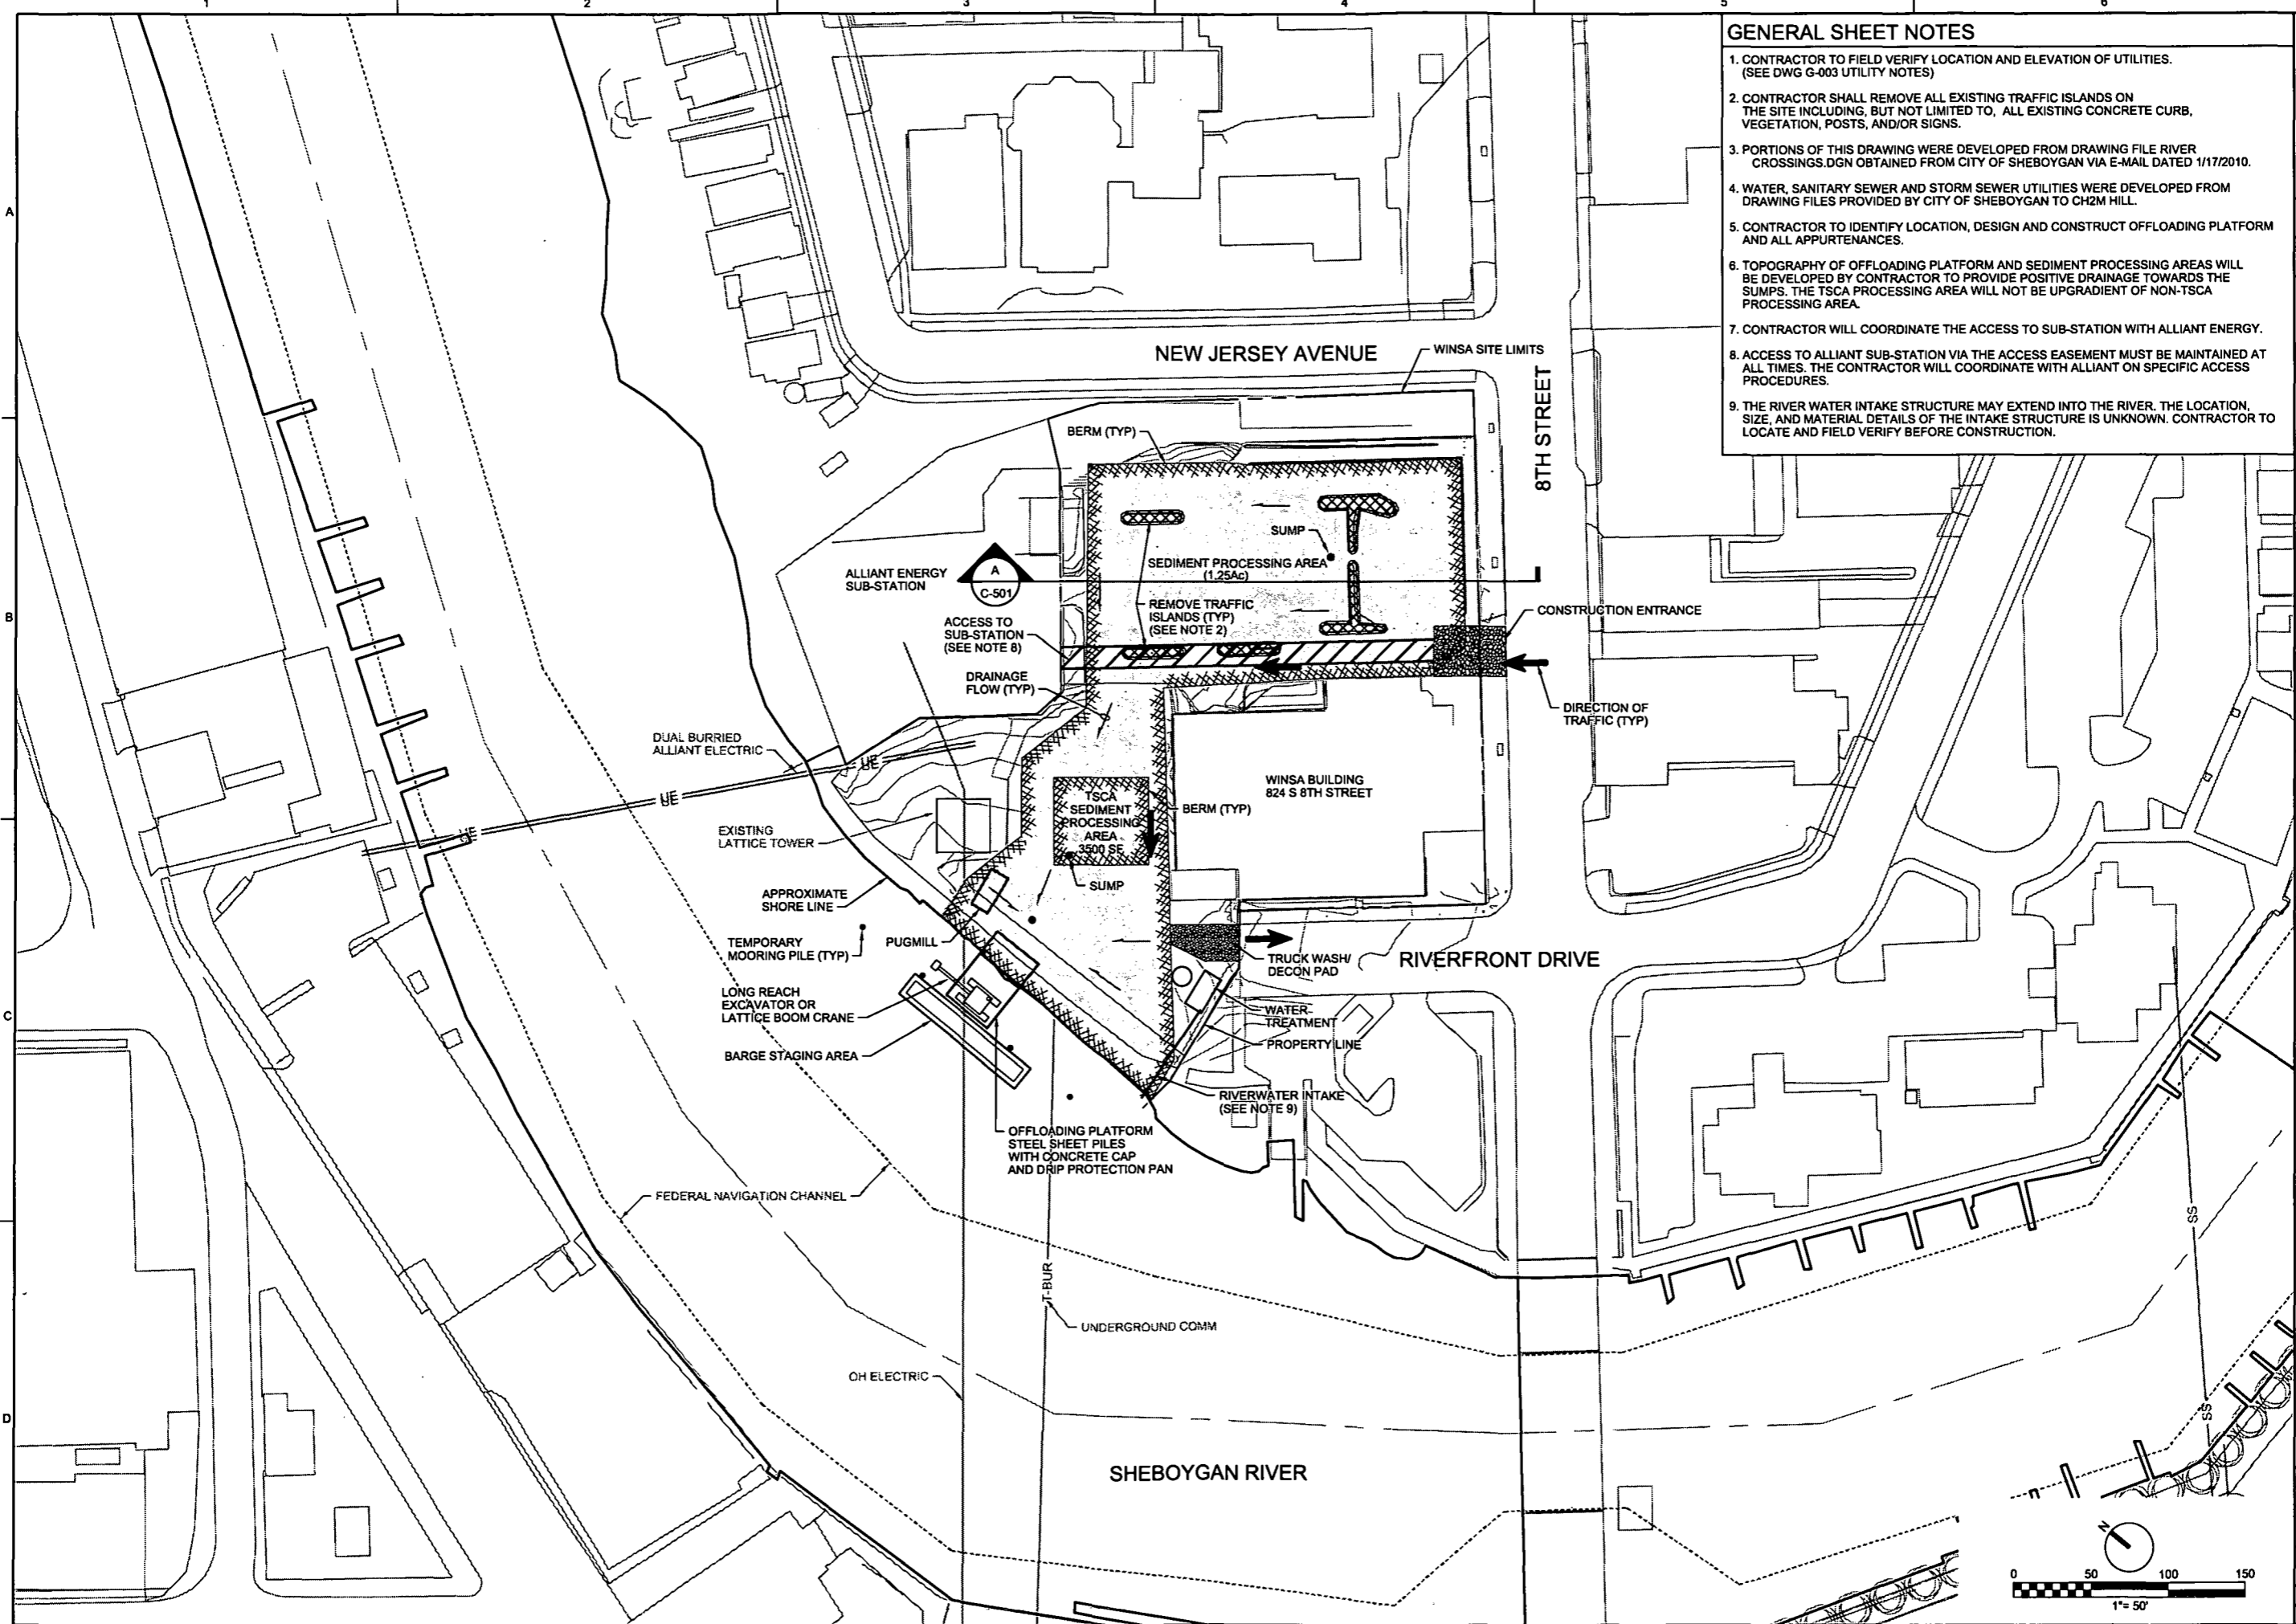 1
2
3
4
5
6
GENERAL SHEET NOTES
1. CONTRACTOR TO FIELD VERIFY LOCATION AND ELEVATION OF UTILITIES.
(SEE DWG G-003 UTILITY NOTES)
2. CONTRACTOR SHALL REMOVE ALL EXISTING TRAFFIC ISLANDS ON
THE SITE INCLUDING, BUT NOT LIMITED TO, ALL EXISTING CONCRETE CURB,
VEGETATION, POSTS, AND/OR SIGNS.
3. PORTIONS OF THIS DRAWING WERE DEVELOPED FROM DRAWING FILE RIVER
CROSSINGS.DGN OBTAINED FROM CITY OF SHEBOYGAN VIA E-MAIL DATED 1/17/2010.
4. WATER, SANITARY SEWER AND STORM SEWER UTILITIES WERE DEVELOPED FROM
DRAWING FILES PROVIDED BY CITY OF SHEBOYGAN TO CH2M HILL.
5. CONTRACTOR TO IDENTIFY LOCATION, DESIGN AND CONSTRUCT OFFLOADING PLATFORM
AND ALL APPURTENANCES.
6. TOPOGRAPHY OF OFFLOADING PLATFORM AND SEDIMENT PROCESSING AREAS WILL
BE DEVELOPED BY CONTRACTOR TO PROVIDE POSITIVE DRAINAGE TOWARDS THE
SUMPS. THE TSCA PROCESSING AREA WILL NOT BE UPGRADIENT OF NON-TSCA
PROCESSING AREA.
7. CONTRACTOR WILL COORDINATE THE ACCESS TO SUB-STATION WITH ALLIANT ENERGY.
8. ACCESS TO ALLIANT SUB-STATION VIA THE ACCESS EASEMENT MUST BE MAINTAINED AT
ALL TIMES. THE CONTRACTOR WILL COORDINATE WITH ALLIANT ON SPECIFIC ACCESS
PROCEDURES.
9. THE RIVER WATER INTAKE STRUCTURE MAY EXTEND INTO THE RIVER. THE LOCATION,
SIZE, AND MATERIAL DETAILS OF THE INTAKE STRUCTURE IS UNKNOWN. CONTRACTOR TO
LOCATE AND FIELD VERIFY BEFORE CONSTRUCTION.
A
B
C
D
NEW JERSEY AVENUE
WINSA SITE LIMITS
8TH STREET
BERM (TYP)
SUMP
SEDIMENT PROCESSING AREA
(1.25Ac)
ALLIANT ENERGY
SUB-STATION
A
C-501
REMOVE TRAFFIC
ISLANDS (TYP)
(SEE NOTE 2)
CONSTRUCTION ENTRANCE
ACCESS TO
SUB-STATION
(SEE NOTE 8)
DRAINAGE
FLOW (TYP)
DIRECTION OF
TRAFFIC (TYP)
DUAL BURRIED
ALLIANT ELECTRIC
UE
UE
UE
UE
UE
WINSA BUILDING
824 S 8TH STREET
TSCA
SEDIMENT
PROCESSING
AREA
3500 SF
BERM (TYP)
EXISTING
LATTICE TOWER
SUMP
APPROXIMATE
SHORE LINE
TEMPORARY
MOORING PILE (TYP)
PUGMILL
TRUCK WASH/
DECON PAD
RIVERFRONT DRIVE
LONG REACH
EXCAVATOR OR
LATTICE BOOM CRANE
WATER
TREATMENT
PROPERTY LINE
BARGE STAGING AREA
RIVERWATER INTAKE
(SEE NOTE 9)
OFFLOADING PLATFORM
STEEL SHEET PILES
WITH CONCRETE CAP
AND DRIP PROTECTION PAN
FEDERAL NAVIGATION CHANNEL
T-BUR
UNDERGROUND COMM
OH ELECTRIC
SS
SS
SHEBOYGAN RIVER
N
0 50 100 150
1"= 50'